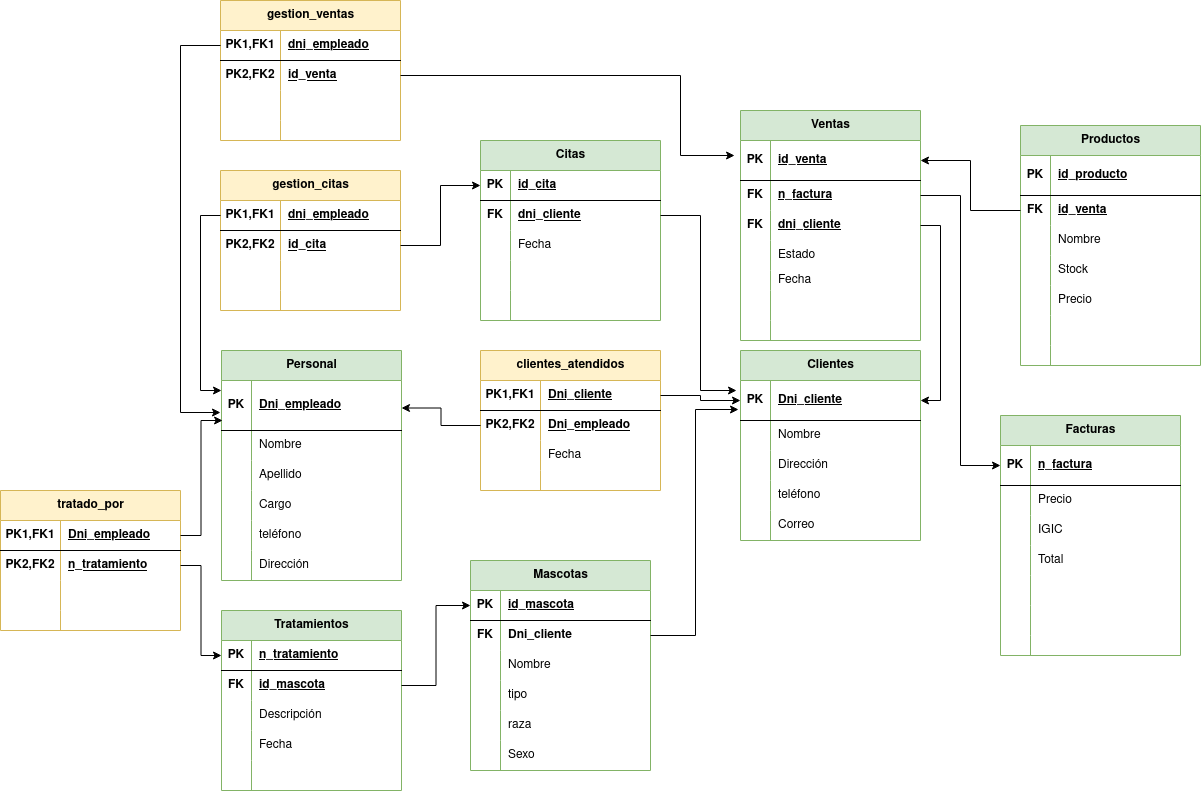 gestion_ventas
PK1,FK1 dni_empleado
PK2,FK2 id_venta
gestion_citas
PK1,FK1 dni_empleado
PK2,FK2 id_cita
Citas
PK id_cita
FK dni_cliente
Fecha
Ventas
PK id_venta
FK n_factura
FK dni_cliente
Estado
Fecha
Productos
PK id_producto
FK id_venta
Nombre
Stock
Precio
Personal
PK Dni_empleado
Nombre
Apellido
Cargo
teléfono
Dirección
clientes_atendidos
PK1,FK1 Dni_cliente
PK2,FK2 Dni_empleado
Fecha
Clientes
PK Dni_cliente
Nombre
Dirección
teléfono
Correo
Facturas
PK n_factura
Precio
IGIC
Total
tratado_por
PK1,FK1 Dni_empleado
PK2,FK2 n_tratamiento
Tratamientos
PK n_tratamiento
FK id_mascota
Descripción
Fecha
Mascotas
PK id_mascota
FK Dni_cliente
Nombre
tipo
raza
Sexo